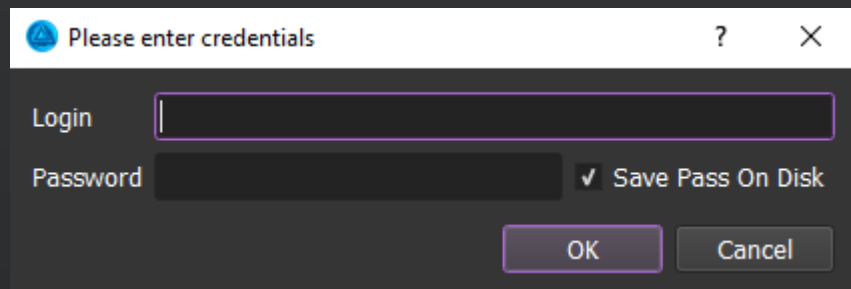 Please enter credentials ?
Login
Password Save Pass On Disk
OK Cancel